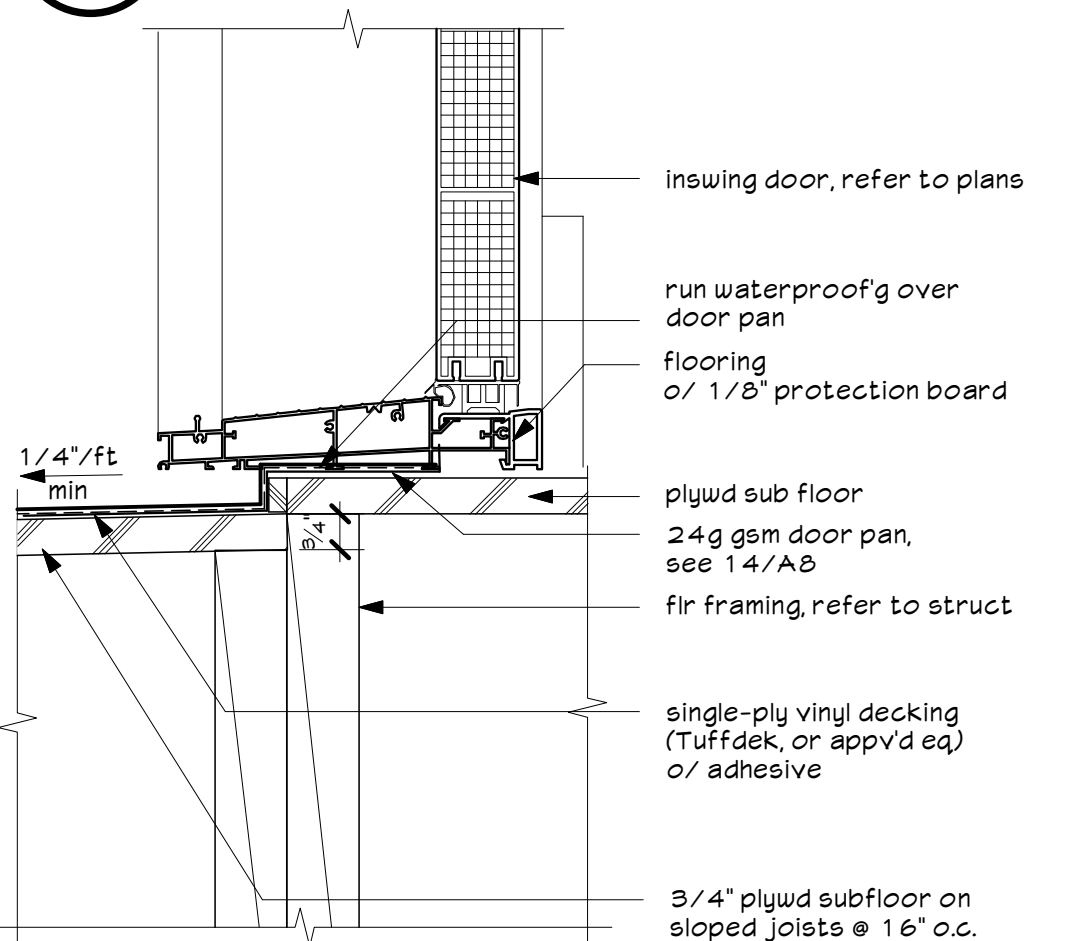 inswing door, refer to plans
run waterproof'g over
door pan
flooring
o/ 1/8" protection board
1/4"/ft
min
plywd sub floor
3/4"
24g gsm door pan,
see 14/A8
flr framing, refer to struct
single-ply vinyl decking
(Tuffdek, or appv'd eq)
o/ adhesive
3/4" plywd subfloor on
sloped joists @ 16" o.c.